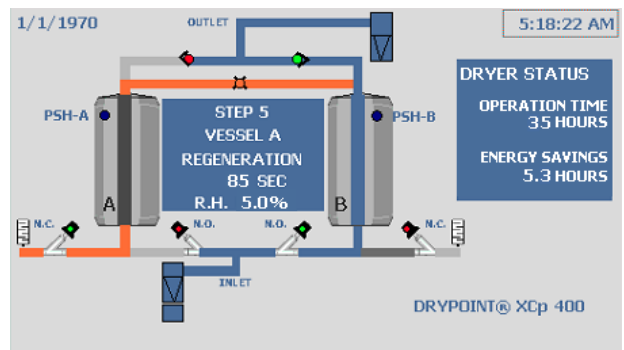 1/1/1970
OUTLET
5:18:22 AM
DRYER STATUS
OPERATION TIME
35 HOURS
ENERGY SAVINGS
5.3 HOURS
PSH-A
STEP 5
VESSEL A
REGENERATION
85 SEC
R.H. 5.0%
PSH-B
A
B
N.C.
N.O.
N.O.
N.C.
INLET
DRYPOINT® XCp 400